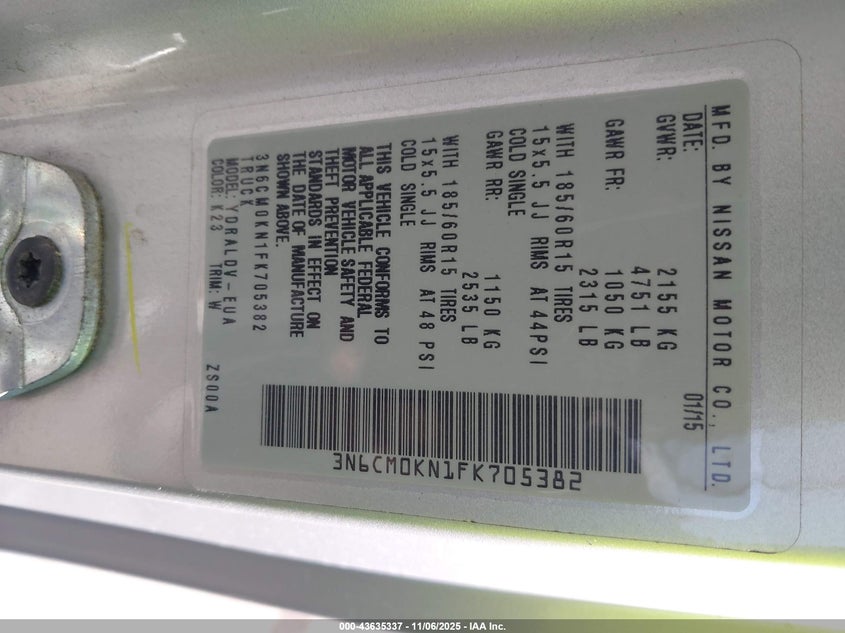 MFD. BY NISSAN MOTOR CO., LTD.
DATE: 01/15
GVWR: 2155 KG
4751 LB
GAWR FR: 1050 KG
2315 LB
WITH 185/60R15 TIRES
15x5.5 JJ RIMS AT 44PSI
COLD SINGLE
GAWR RR: 1150 KG
2535 LB
WITH 185/60R15 TIRES
15x5.5 JJ RIMS AT 48 PSI
COLD SINGLE
THIS VEHICLE CONFORMS TO
ALL APPLICABLE FEDERAL
MOTOR VEHICLE SAFETY AND
THEFT PREVENTION
STANDARDS IN EFFECT ON
THE DATE OF MANUFACTURE
SHOWN ABOVE.
3N6CM0KN1FK705382
TRUCK
MODEL: YDRALDV-EUA
COLOR: K23 TRIM: W
ZS00A
3N6CM0KN1FK705382
000-43635337 - 11/06/2025 - IAA Inc.